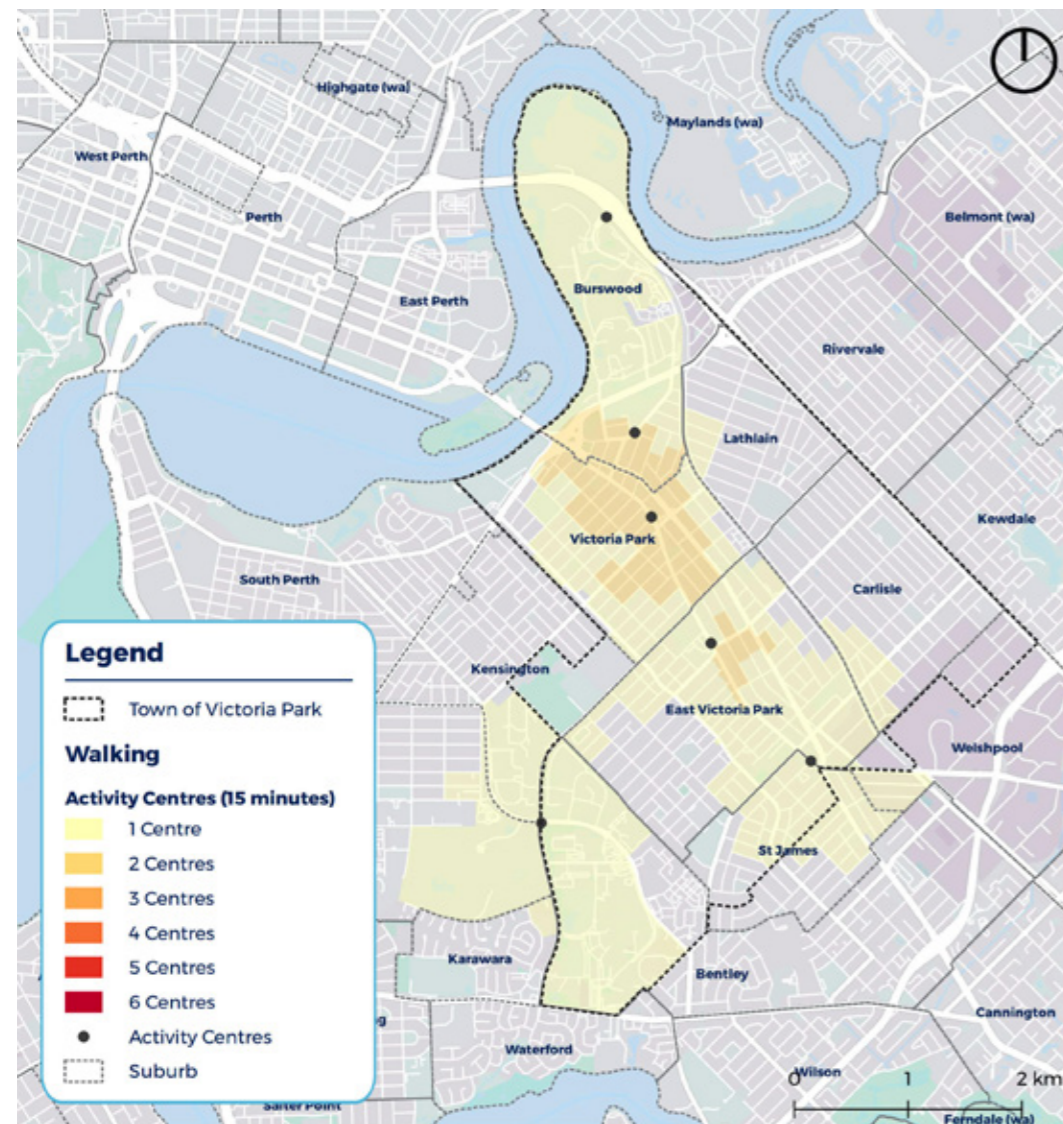 Highgate (wa)
Maylands (wa)
West Perth
Perth
Belmont (wa)
East Perth
Burswood
Rivervale
Lathlain
Kewdale
Victoria Park
South Perth
Carlisle
Kensington
East Victoria Park
Welshpool
St James
Karawara
Bentley
Cannington
Waterford
Wilson
Salter Point
Ferndale (wa)
Legend
Town of Victoria Park
Walking
Activity Centres (15 minutes)
1 Centre
2 Centres
3 Centres
4 Centres
5 Centres
6 Centres
Activity Centres
Suburb
0 1 2 km